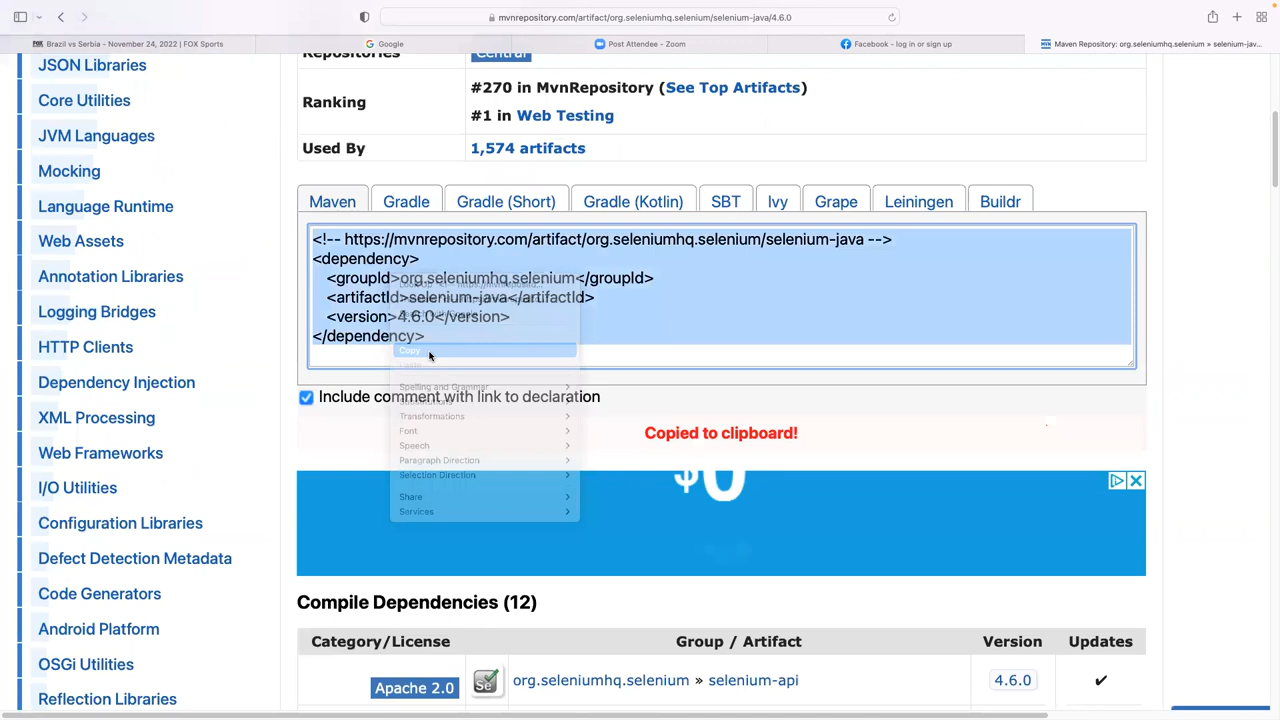 mvnrepository.com/artifact/org.seleniumhq.selenium/selenium-java/4.6.0
Brazil vs Serbia - November 24, 2022 | FOX Sports
Google
Post Attendee - Zoom
Facebook - log in or sign up
Maven Repository: org.seleniumhq.selenium » selenium-jav...
JSON Libraries
Core Utilities
JVM Languages
Mocking
Language Runtime
Web Assets
Annotation Libraries
Logging Bridges
HTTP Clients
Dependency Injection
XML Processing
Web Frameworks
I/O Utilities
Configuration Libraries
Defect Detection Metadata
Code Generators
Android Platform
OSGi Utilities
Reflection Libraries
Repositories Central
Ranking
#270 in MvnRepository (See Top Artifacts)
#1 in Web Testing
Used By 1,574 artifacts
Maven Gradle Gradle (Short) Gradle (Kotlin) SBT Ivy Grape Leiningen Buildr
<!-- https://mvnrepository.com/artifact/org.seleniumhq.selenium/selenium-java -->
<dependency>
<groupId>org.seleniumhq.selenium</groupId>
<artifactId>selenium-java</artifactId>
<version>4.6.0</version>
</dependency>
Copy
Spelling and Grammar
Transformations
Font
Speech
Paragraph Direction
Selection Direction
Share
Services
Include comment with link to declaration
Copied to clipboard!
$0
Compile Dependencies (12)
Category/License Group / Artifact Version Updates
Apache 2.0 Se org.seleniumhq.selenium » selenium-api 4.6.0 ✔